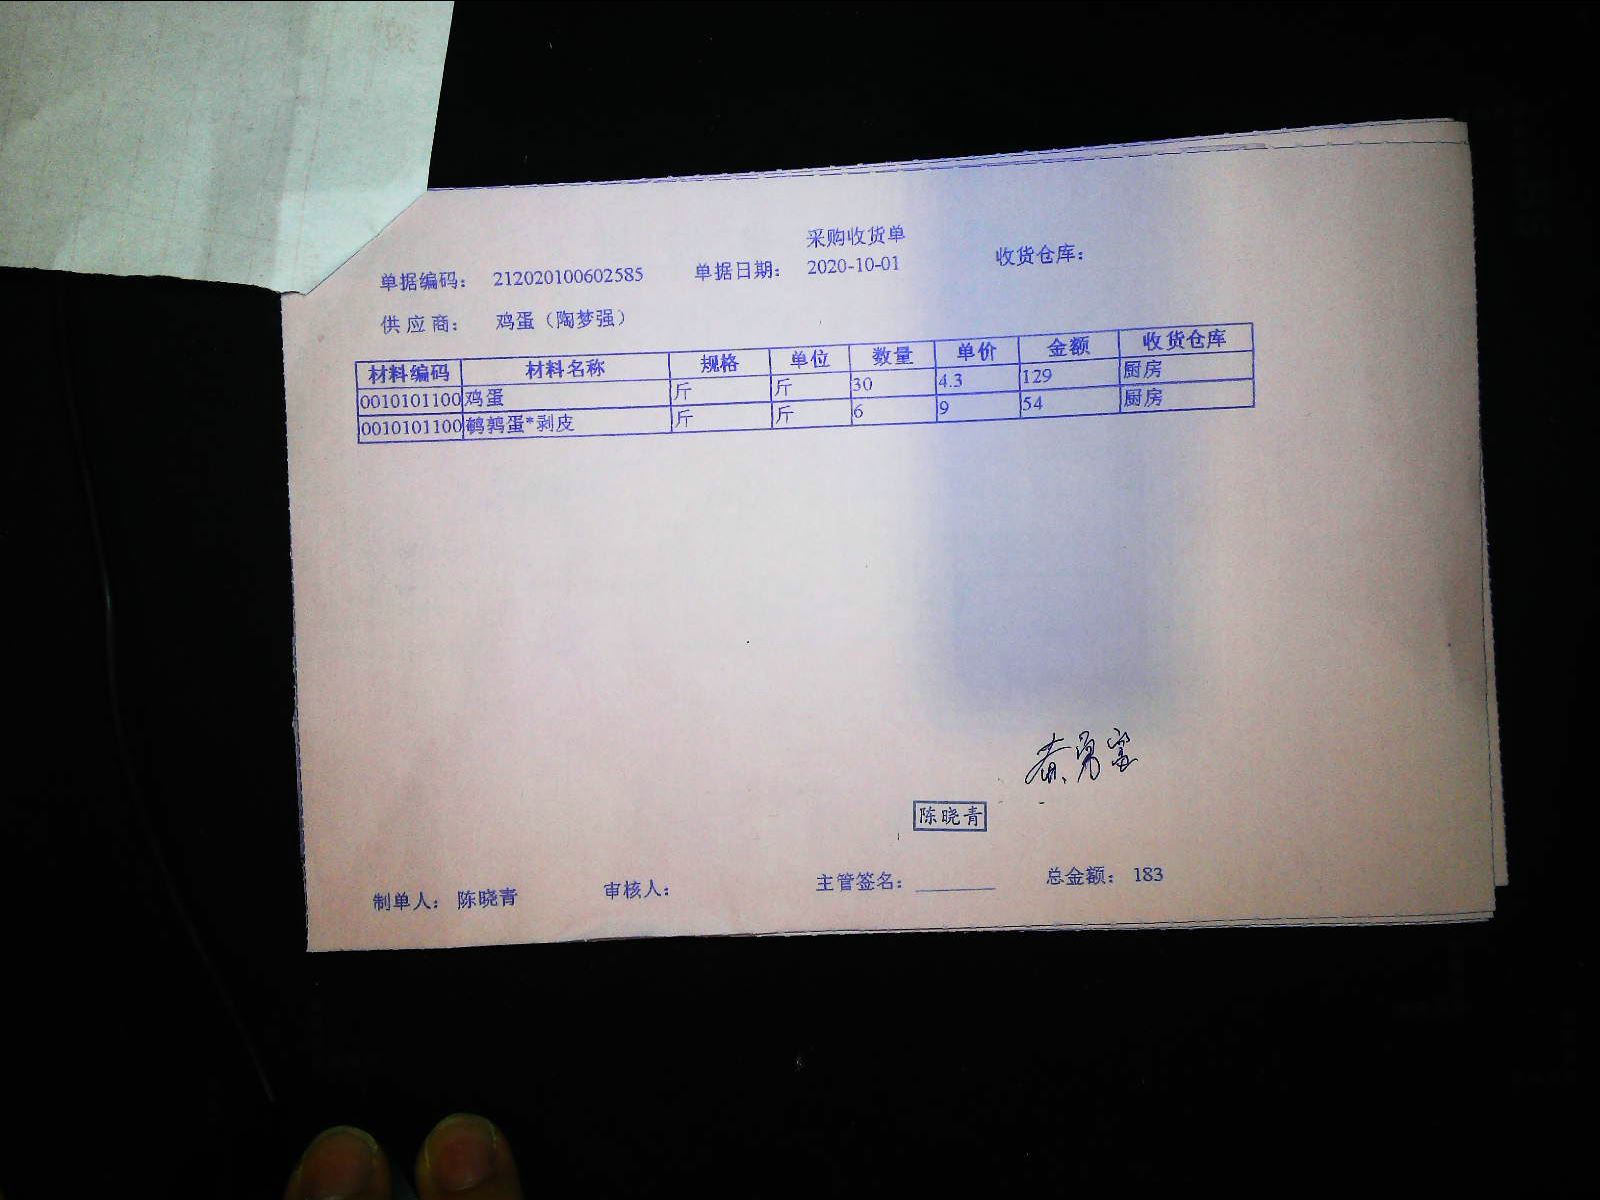 采购收货单
单据编码： 212020100602585 单据日期： 2020-10-01 收货仓库：
供 应 商： 鸡蛋（陶梦强）
材料编码 材料名称 规格 单位 数量 单价 金额 收货仓库
0010101100 鸡蛋 斤 斤 30 4.3 129 厨房
0010101100 鹌鹑蛋*剥皮 斤 斤 6 9 54 厨房
陈晓青
制单人： 陈晓青 审核人： 主管签名： 总金额： 183